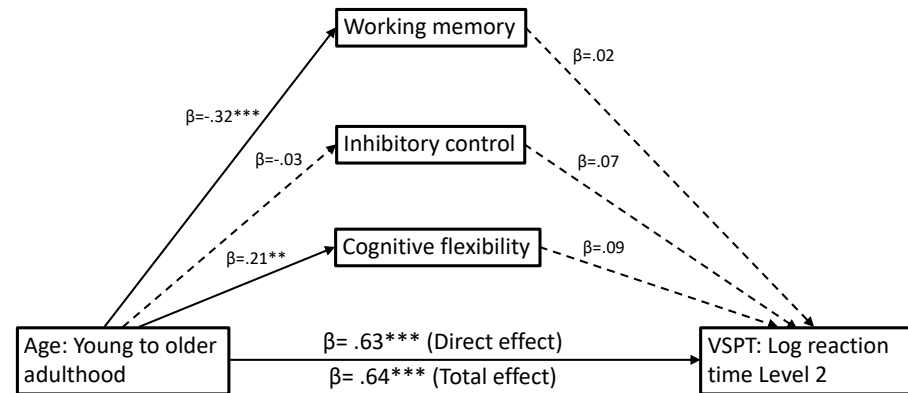 Working memory
β=.02
β=-.32***
Inhibitory control
β=-.03
β=.07
Cognitive flexibility
β=.21**
β=.09
Age: Young to older
adulthood
β= .63*** (Direct effect)
β= .64*** (Total effect)
VSPT: Log reaction
time Level 2